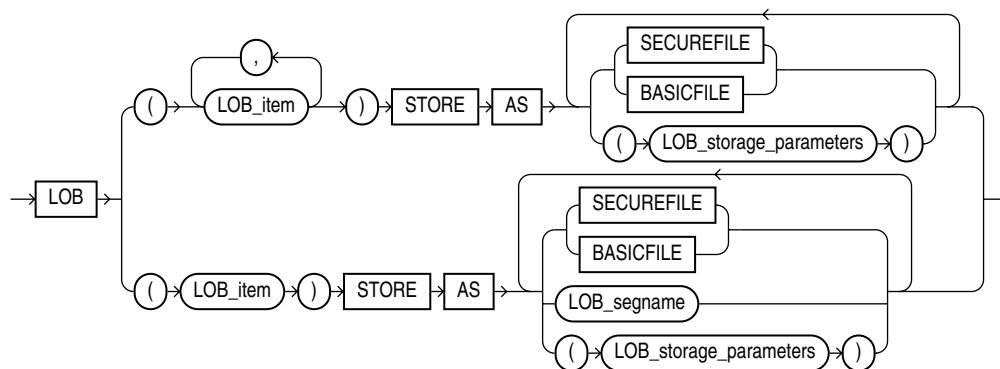 SECUREFILE
,
BASICFILE
( LOB_item ) STORE AS
( LOB_storage_parameters )
LOB
SECUREFILE
BASICFILE
( LOB_item ) STORE AS
LOB_segname
( LOB_storage_parameters )